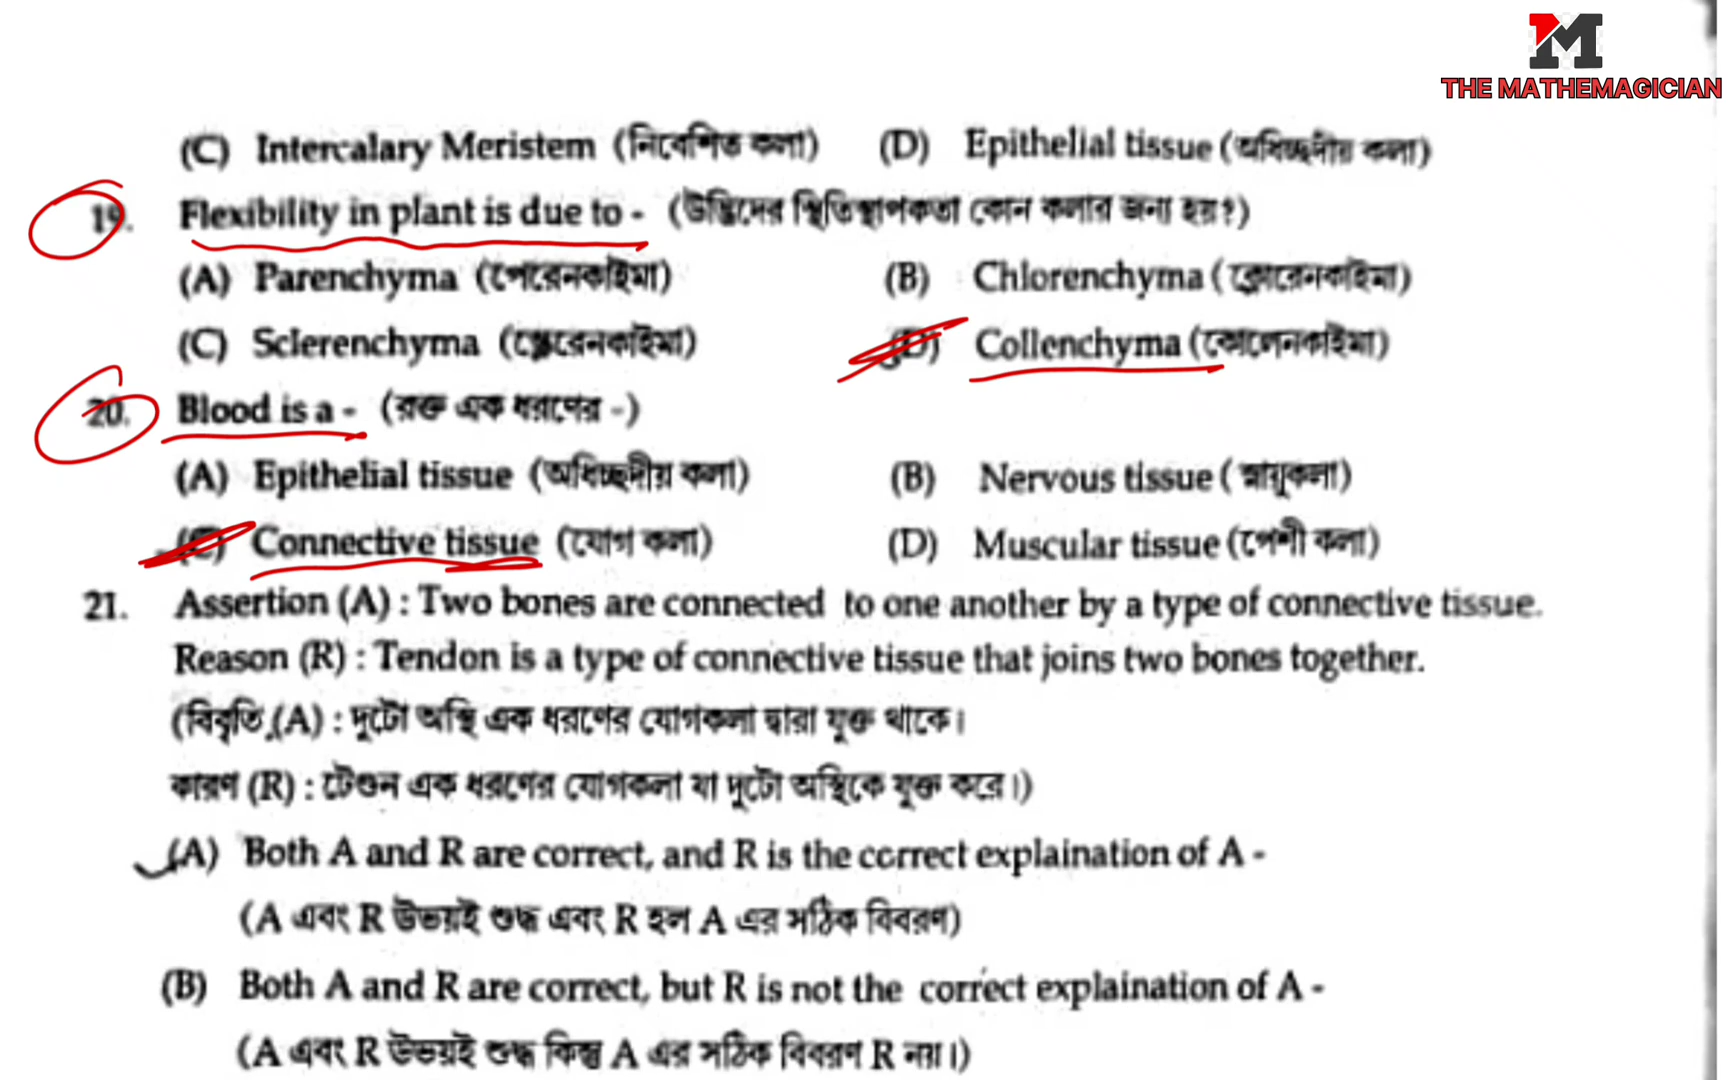 M
THE MATHEMAGICIAN
(C) Intercalary Meristem (নিবেশিত কলা) (D) Epithelial tissue (অধিচ্ছদীয় কলা)
19. Flexibility in plant is due to - (উদ্ভিদের স্থিতিস্থাপকতা কোন কলার জন্য হয়?)
(A) Parenchyma (পেরেনকাইমা) (B) Chlorenchyma (ক্লোরেনকাইমা)
(C) Sclerenchyma (স্ক্লেরেনকাইমা) (D) Collenchyma (কোলেনকাইমা)
20. Blood is a - (রক্ত এক ধরণের -)
(A) Epithelial tissue (অধিচ্ছদীয় কলা) (B) Nervous tissue (স্নায়ুকলা)
(C) Connective tissue (যোগ কলা) (D) Muscular tissue (পেশী কলা)
21. Assertion (A) : Two bones are connected to one another by a type of connective tissue.
Reason (R) : Tendon is a type of connective tissue that joins two bones together.
(বিবৃতি (A) : দুটো অস্থি এক ধরণের যোগকলা দ্বারা যুক্ত থাকে।
কারণ (R) : টেণ্ডন এক ধরণের যোগকলা যা দুটো অস্থিকে যুক্ত করে।)
(A) Both A and R are correct, and R is the correct explaination of A -
(A এবং R উভয়ই শুদ্ধ এবং R হল A এর সঠিক বিবরণ)
(B) Both A and R are correct, but R is not the correct explaination of A -
(A এবং R উভয়ই শুদ্ধ কিন্তু A এর সঠিক বিবরণ R নয়।)